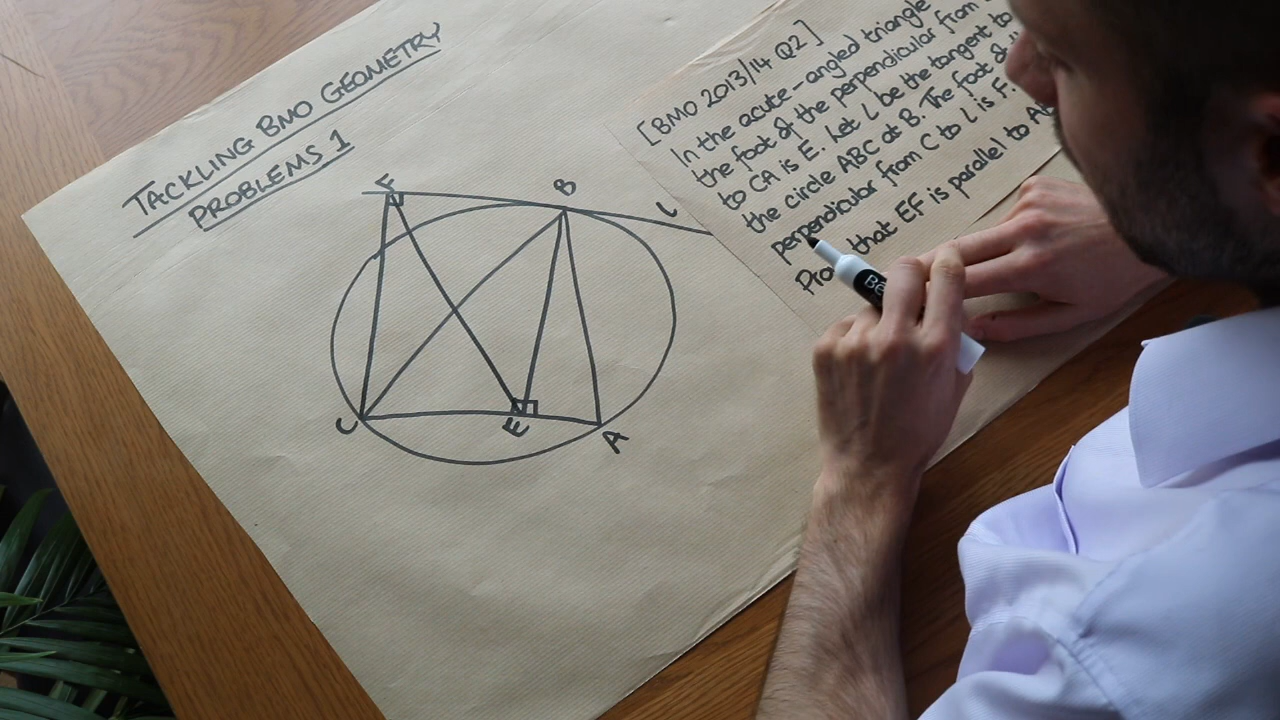 TACKLING BMO GEOMETRY
PROBLEMS 1
[BMO 2013/14 Q2]
In the acute-angled triangle
the foot of the perpendicular from
to CA is E. Let L be the tangent to
the circle ABC at B. The foot of
perpendicular from C to L is F.
that EF is parallel to
F
B
L
C
E
A
Be